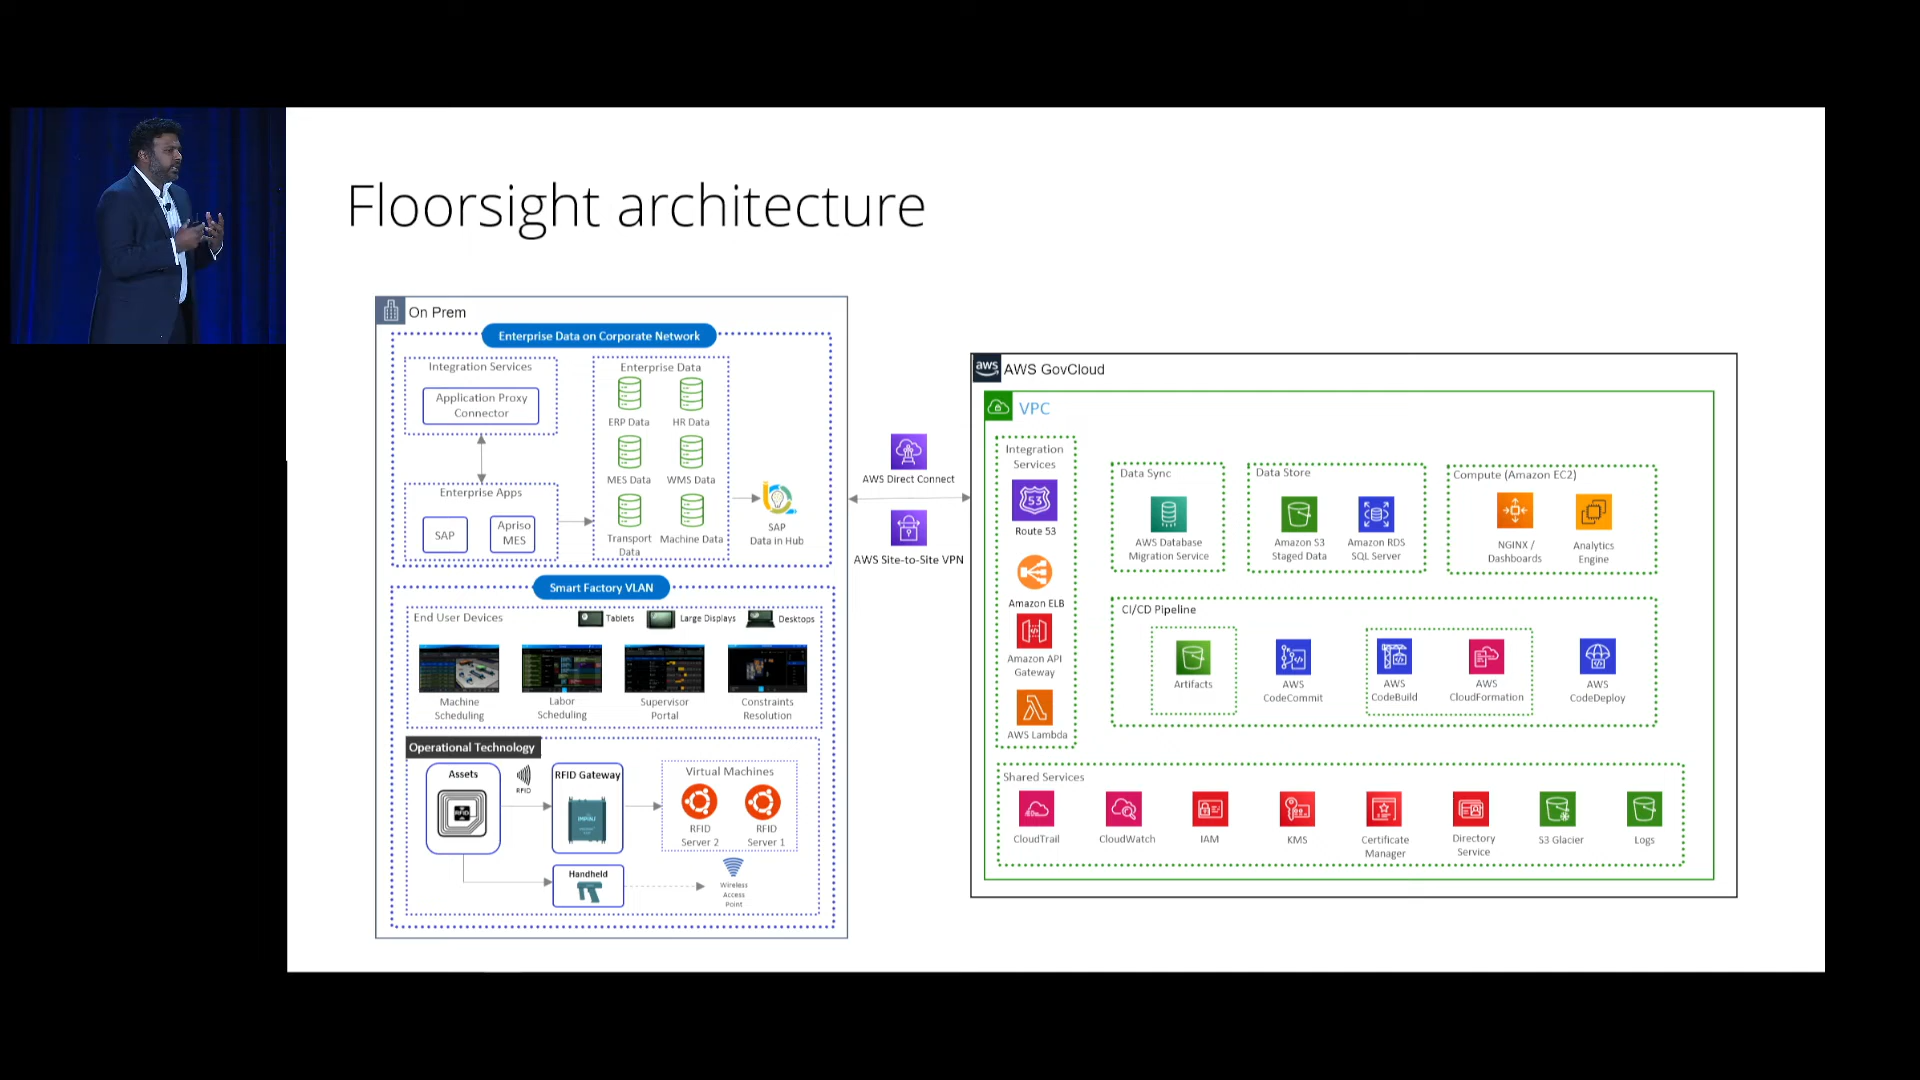 Floorsight architecture
On Prem
Enterprise Data on Corporate Network
Integration Services
Application Proxy
Connector
Enterprise Apps
SAP
Apriso
MES
Enterprise Data
ERP Data
HR Data
MES Data
WMS Data
Transport
Data
Machine Data
SAP
Data in Hub
Smart Factory VLAN
End User Devices
Tablets
Large Displays
Desktops
Machine
Scheduling
Labor
Scheduling
Supervisor
Portal
Constraints
Resolution
Operational Technology
Assets
RFID
RFID
RFID Gateway
Virtual Machines
RFID
Server 2
RFID
Server 1
Handheld
Wireless
Access
Point
AWS Direct Connect
AWS Site-to-Site VPN
aws
AWS GovCloud
VPC
Integration
Services
53
Route 53
Amazon ELB
Amazon API
Gateway
AWS Lambda
Data Sync
AWS Database
Migration Service
Data Store
Amazon S3
Staged Data
Amazon RDS
SQL Server
Compute (Amazon EC2)
NGINX /
Dashboards
Analytics
Engine
CI/CD Pipeline
Artifacts
AWS
CodeCommit
AWS
CodeBuild
AWS
CloudFormation
AWS
CodeDeploy
Shared Services
CloudTrail
CloudWatch
IAM
KMS
Certificate
Manager
Directory
Service
S3 Glacier
Logs